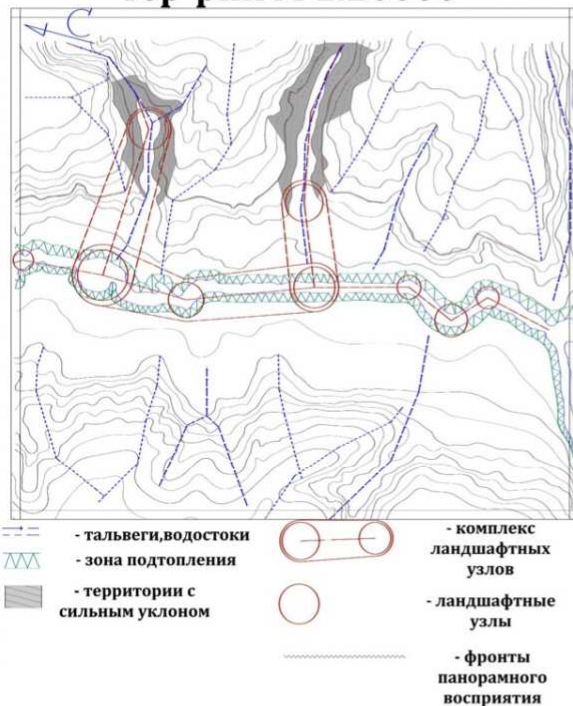 С
- тальвеги,водостоки
- зона подтопления
- территории с
сильным уклоном
- комплекс
ландшафтных
узлов
- ландшафтные
узлы
- фронты
панорамного
восприятия